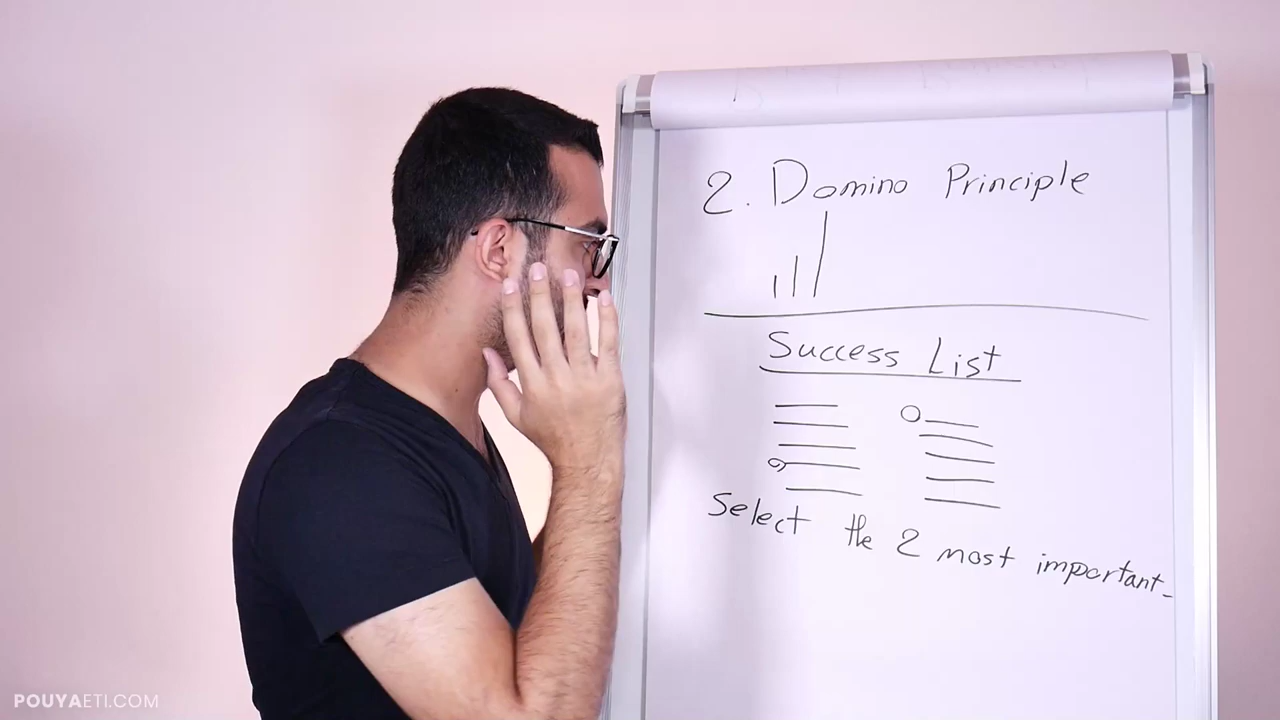 2. Domino Principle
Success List
Select the 2 most important
POUYAETI.COM